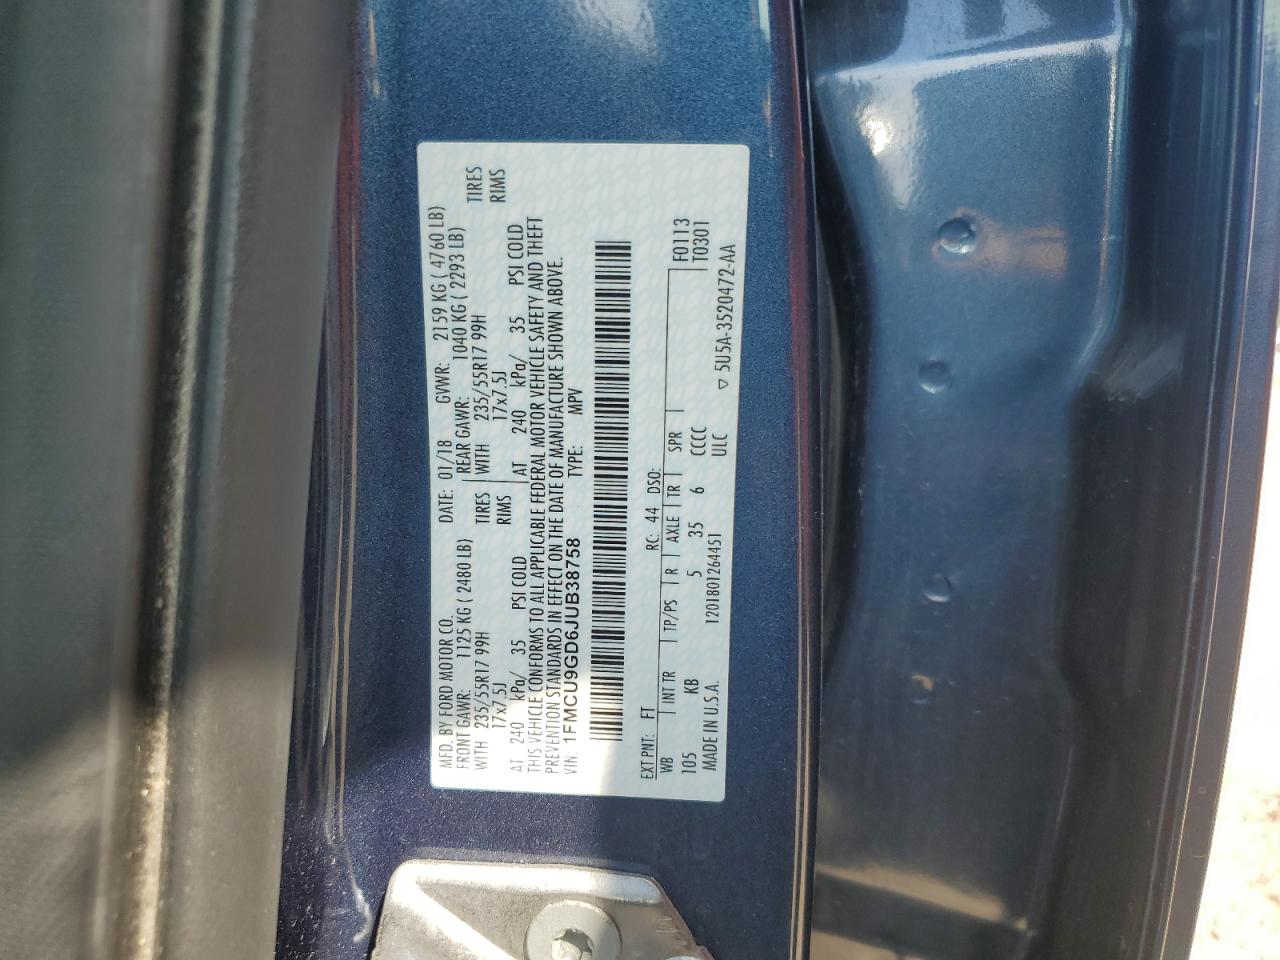 MFD. BY FORD MOTOR CO. DATE: 01/18 GVWR: 2159 KG ( 4760 LB)
FRONT GAWR: 1125 KG ( 2480 LB) REAR GAWR: 1040 KG ( 2293 LB)
WITH 235/55R17 99H TIRES WITH 235/55R17 99H TIRES
17x7.5J RIMS 17x7.5J RIMS
AT 240 kPa/ 35 PSI COLD AT 240 kPa/ 35 PSI COLD
THIS VEHICLE CONFORMS TO ALL APPLICABLE FEDERAL MOTOR VEHICLE SAFETY AND THEFT
PREVENTION STANDARDS IN EFFECT ON THE DATE OF MANUFACTURE SHOWN ABOVE.
VIN: 1FMCU9GD6JUB38758 TYPE: MPV
EXT PNT: FT RC: 44 DSO: F0113
WB INT TR TP/PS R AXLE TR SPR T0301
105 KB 5 35 6 CCCC
MADE IN U.S.A. 1201801264451 ULC ▽ 5U5A-3520472-AA